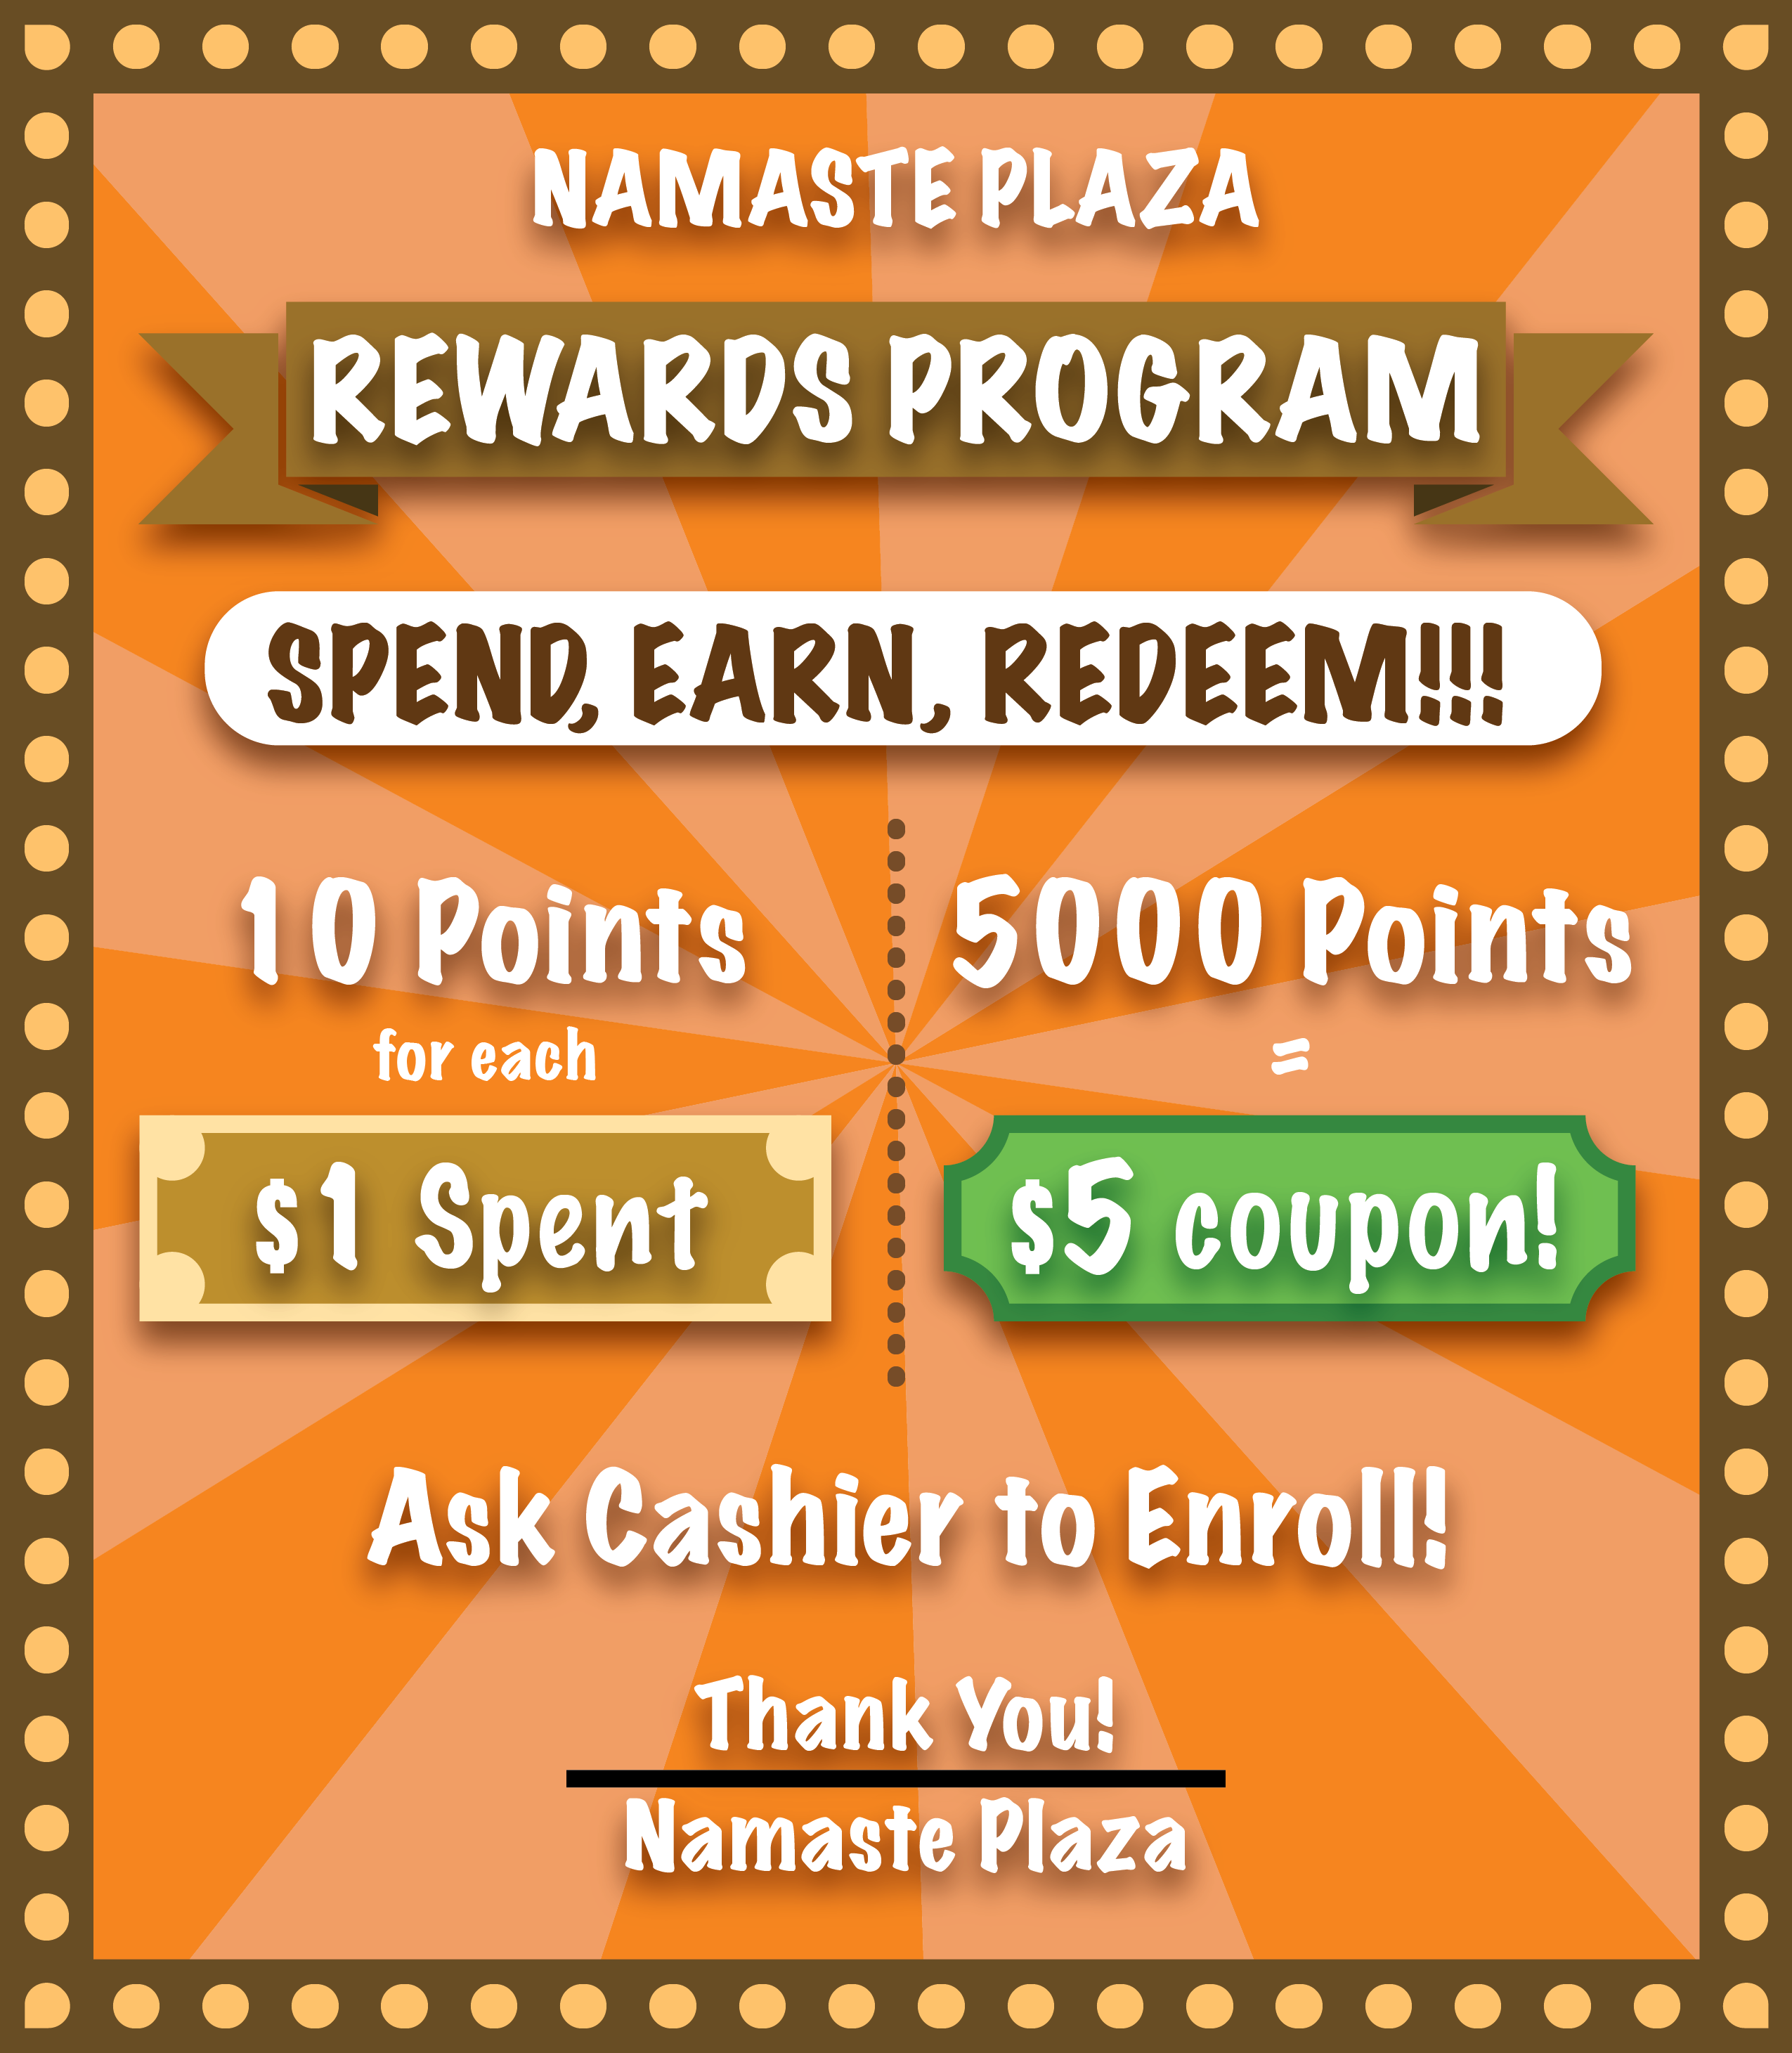 NAMASTE PLAZA
REWARDS PROGRAM
SPEND, EARN, REDEEM!!!
10 Points
for each
$1 Spent
5000 Points
=
$5 coupon!
Ask Cashier to Enroll!
Thank You!
Namaste Plaza